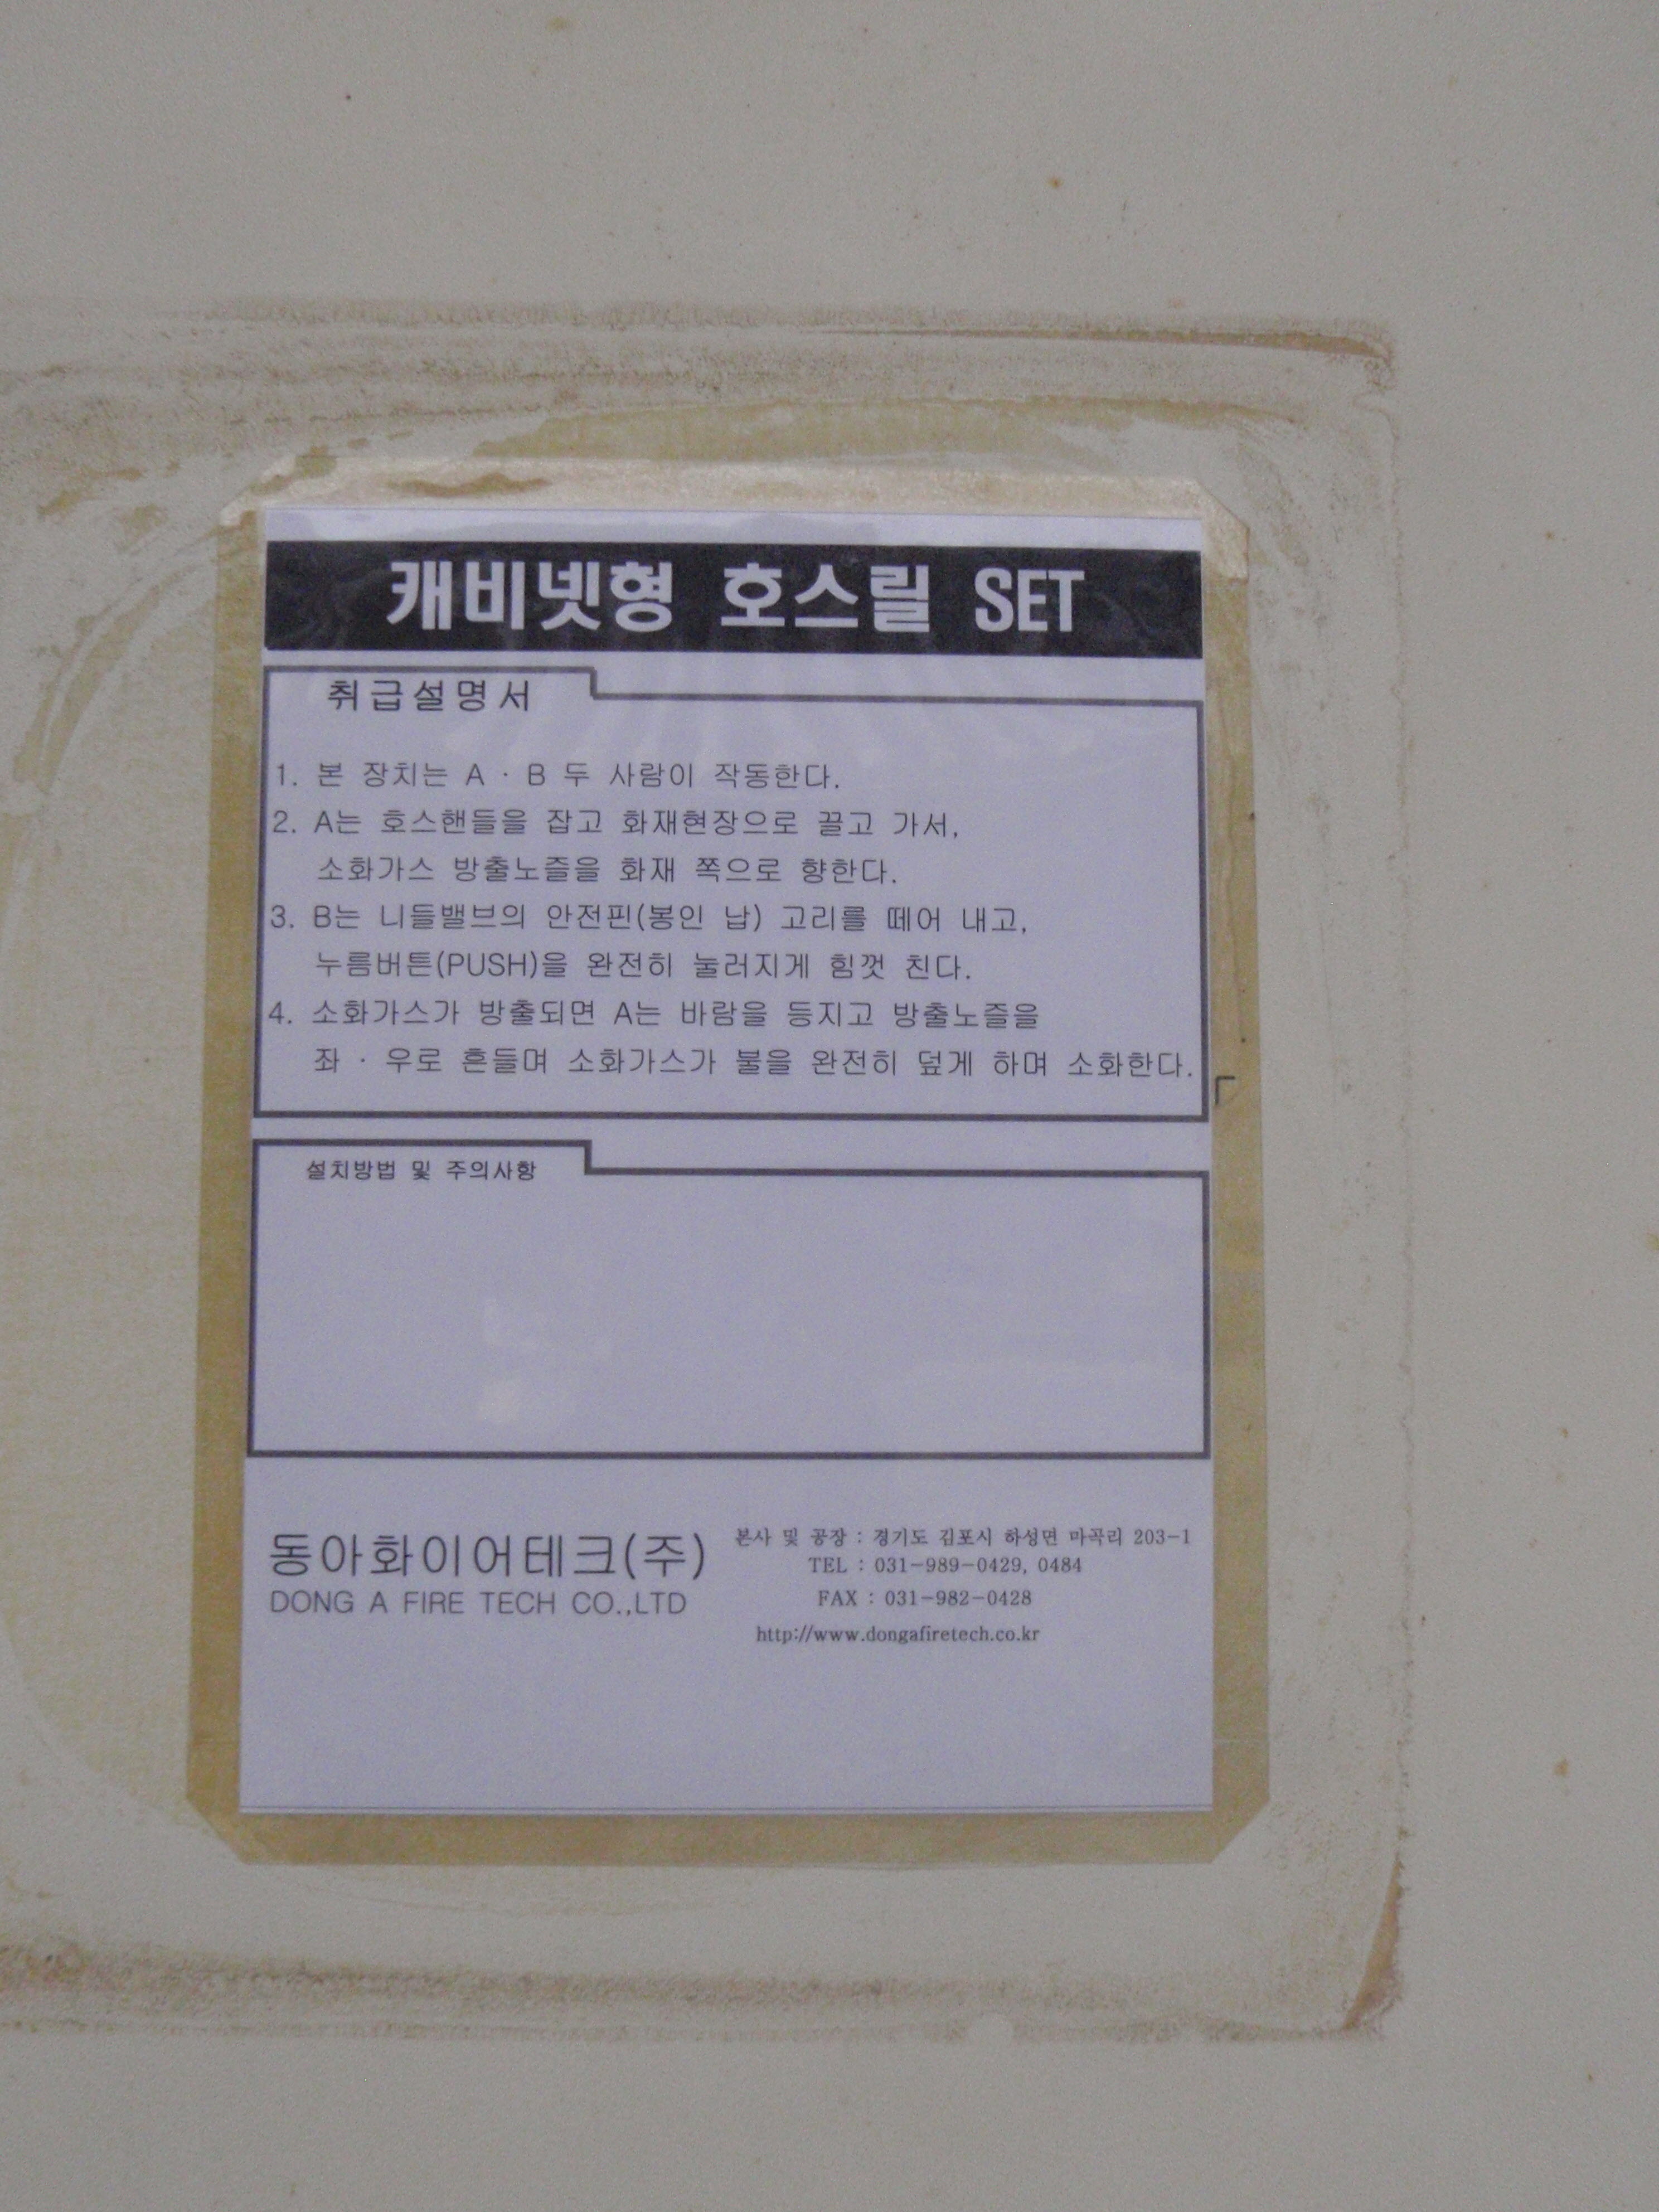 캐비넷형 호스릴 SET
취급설명서
1. 본 장치는 A · B 두 사람이 작동한다.
2. A는 호스핸들을 잡고 화재현장으로 끌고 가서,
소화가스 방출노즐을 화재 쪽으로 향한다.
3. B는 니들밸브의 안전핀(봉인 납) 고리를 떼어 내고,
누름버튼(PUSH)을 완전히 눌러지게 힘껏 친다.
4. 소화가스가 방출되면 A는 바람을 등지고 방출노즐을
좌 · 우로 흔들며 소화가스가 불을 완전히 덮게 하며 소화한다.
설치방법 및 주의사항
동아화이어테크(주)
DONG A FIRE TECH CO.,LTD
본사 및 공장 : 경기도 김포시 하성면 마곡리 203-1
TEL : 031-989-0429, 0484
FAX : 031-982-0428
http://www.dongafiretech.co.kr